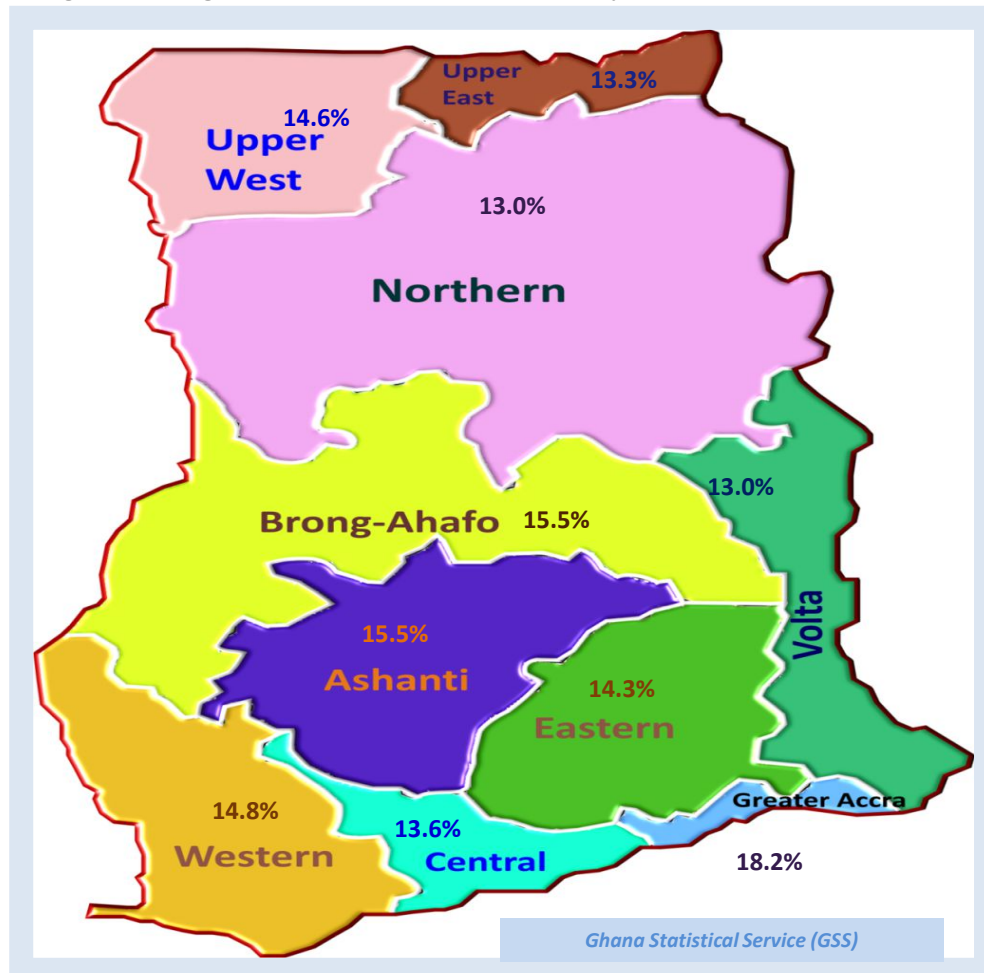 Upper
East
13.3%
14.6%
Upper
West
13.0%
Northern
13.0%
Brong-Ahafo
15.5%
Volta
15.5%
Ashanti
14.3%
Eastern
Greater Accra
14.8%
Western
13.6%
Central
18.2%
Ghana Statistical Service (GSS)